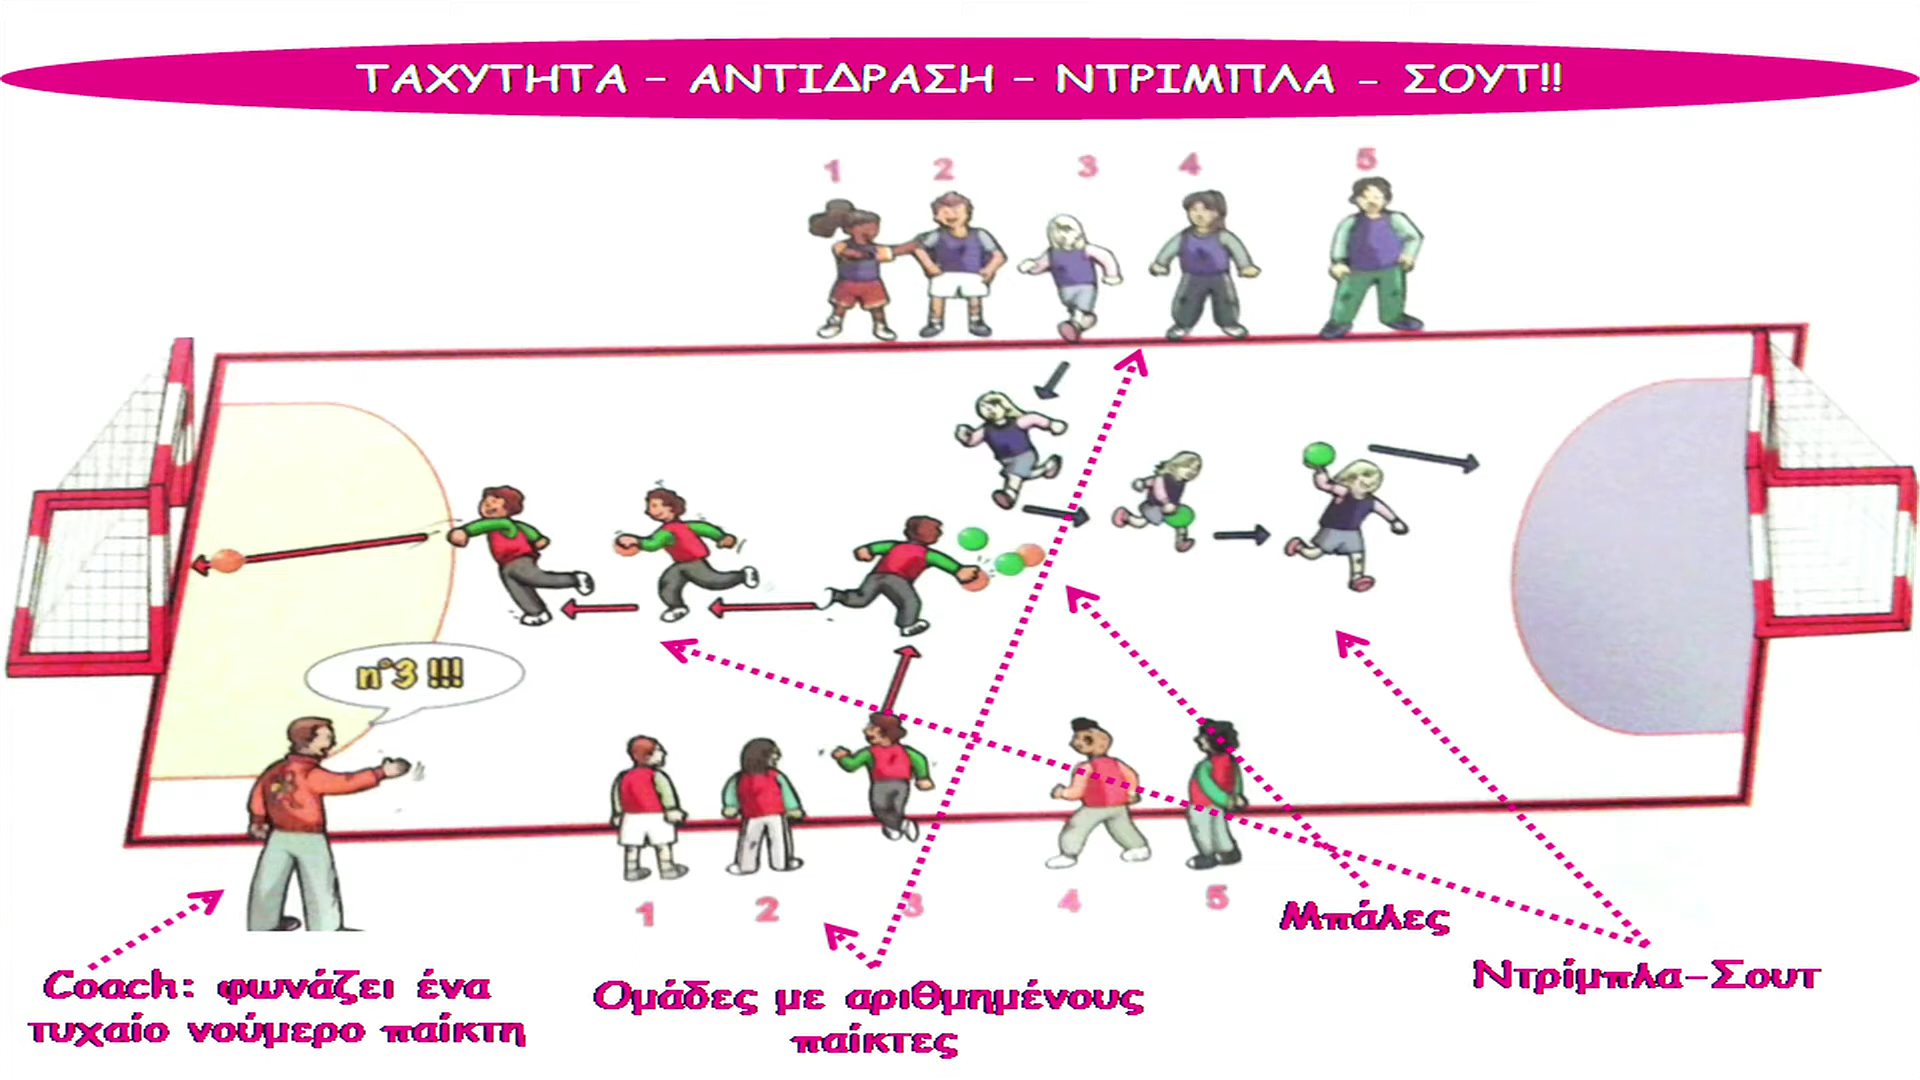 ΤΑΧΥΤΗΤΑ - ΑΝΤΙΔΡΑΣΗ - ΝΤΡΙΜΠΛΑ - ΣΟΥΤ!!
1 2 3 4 5
n°3 !!!
1 2 3 4 5
Μπάλες
Ντρίμπλα-Σουτ
Coach: φωνάζει ένα
τυχαίο νούμερο παίκτη
Ομάδες με αριθμημένους
παίκτες